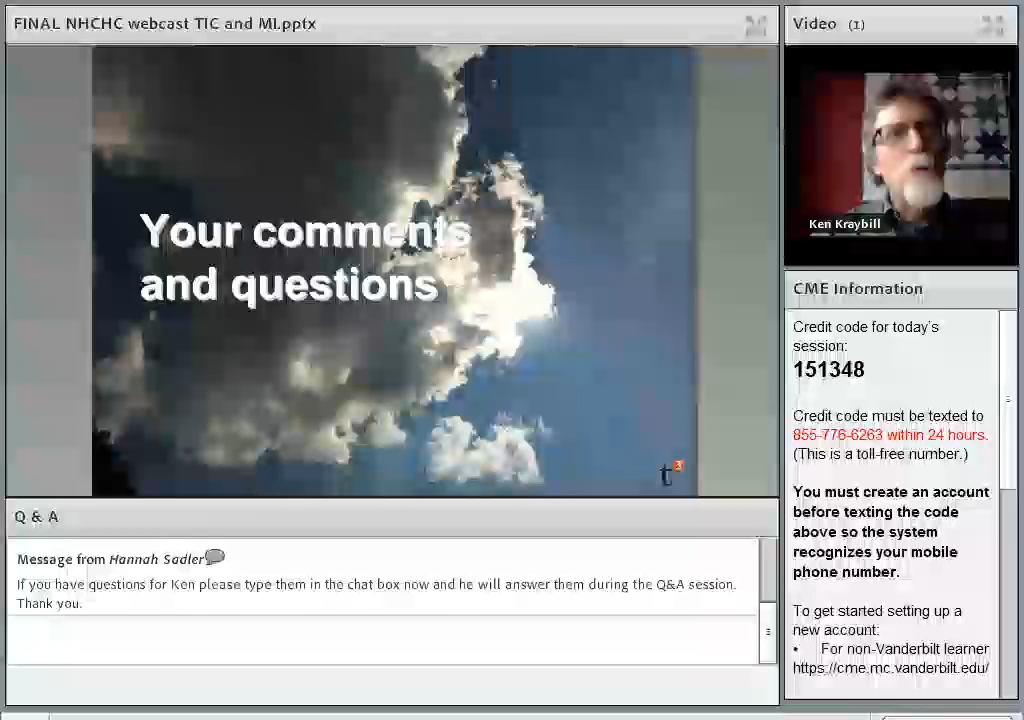 FINAL NHCHC webcast TIC and MI.pptx
Your comments
and questions
t3
Q & A
Message from Hannah Sadler
If you have questions for Ken please type them in the chat box now and he will answer them during the Q&A session.
Thank you.
Video (1)
Ken Kraybill
CME Information
Credit code for today's
session:
151348
Credit code must be texted to
855-776-6263 within 24 hours.
(This is a toll-free number.)
You must create an account
before texting the code
above so the system
recognizes your mobile
phone number.
To get started setting up a
new account:
• For non-Vanderbilt learner
https://cme.mc.vanderbilt.edu/